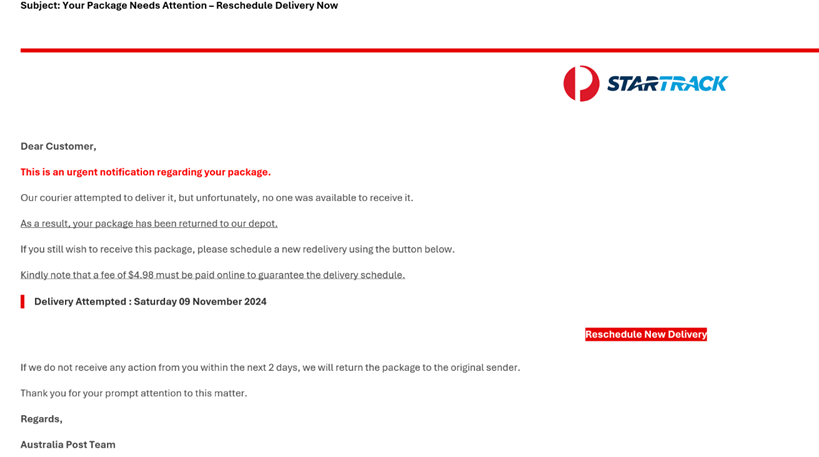 Subject: Your Package Needs Attention – Reschedule Delivery Now
STARTRACK
Dear Customer,
This is an urgent notification regarding your package.
Our courier attempted to deliver it, but unfortunately, no one was available to receive it.
As a result, your package has been returned to our depot.
If you still wish to receive this package, please schedule a new redelivery using the button below.
Kindly note that a fee of $4.98 must be paid online to guarantee the delivery schedule.
Delivery Attempted : Saturday 09 November 2024
Reschedule New Delivery
If we do not receive any action from you within the next 2 days, we will return the package to the original sender.
Thank you for your prompt attention to this matter.
Regards,
Australia Post Team